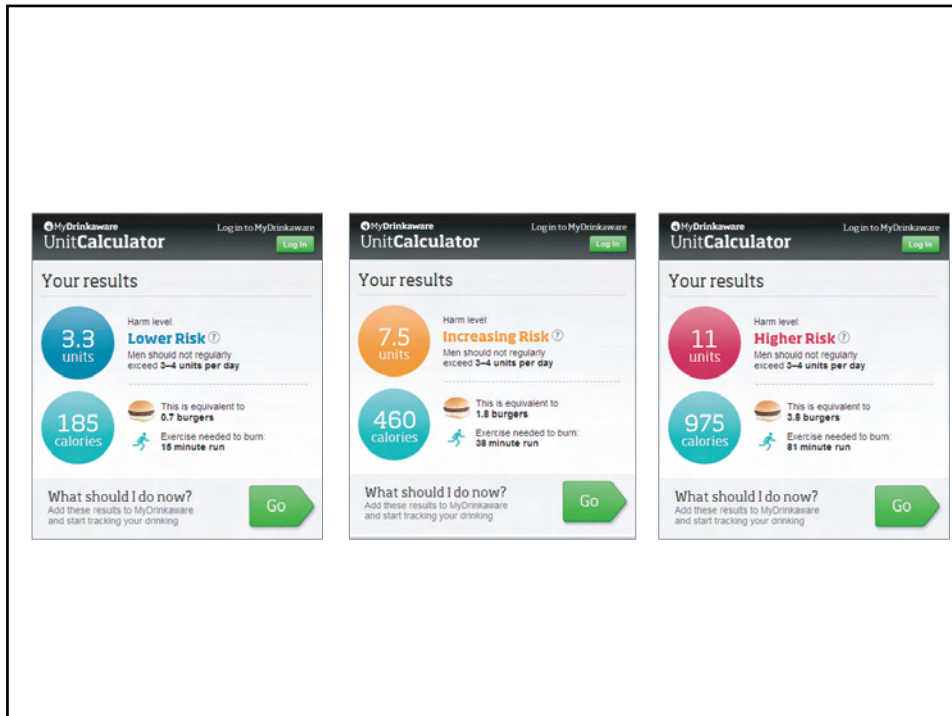 MyDrinkaware
Log in to MyDrinkaware
UnitCalculator
Log In
Your results
3.3
units
Harm level:
Lower Risk ?
Men should not regularly
exceed 3–4 units per day
185
calories
This is equivalent to
0.7 burgers
Exercise needed to burn:
15 minute run
What should I do now?
Add these results to MyDrinkaware
and start tracking your drinking
Go
MyDrinkaware
Log in to MyDrinkaware
UnitCalculator
Log In
Your results
7.5
units
Harm level:
Increasing Risk ?
Men should not regularly
exceed 3–4 units per day
460
calories
This is equivalent to
1.8 burgers
Exercise needed to burn:
38 minute run
What should I do now?
Add these results to MyDrinkaware
and start tracking your drinking
Go
MyDrinkaware
Log in to MyDrinkaware
UnitCalculator
Log In
Your results
11
units
Harm level:
Higher Risk ?
Men should not regularly
exceed 3–4 units per day
975
calories
This is equivalent to
3.8 burgers
Exercise needed to burn:
81 minute run
What should I do now?
Add these results to MyDrinkaware
and start tracking your drinking
Go